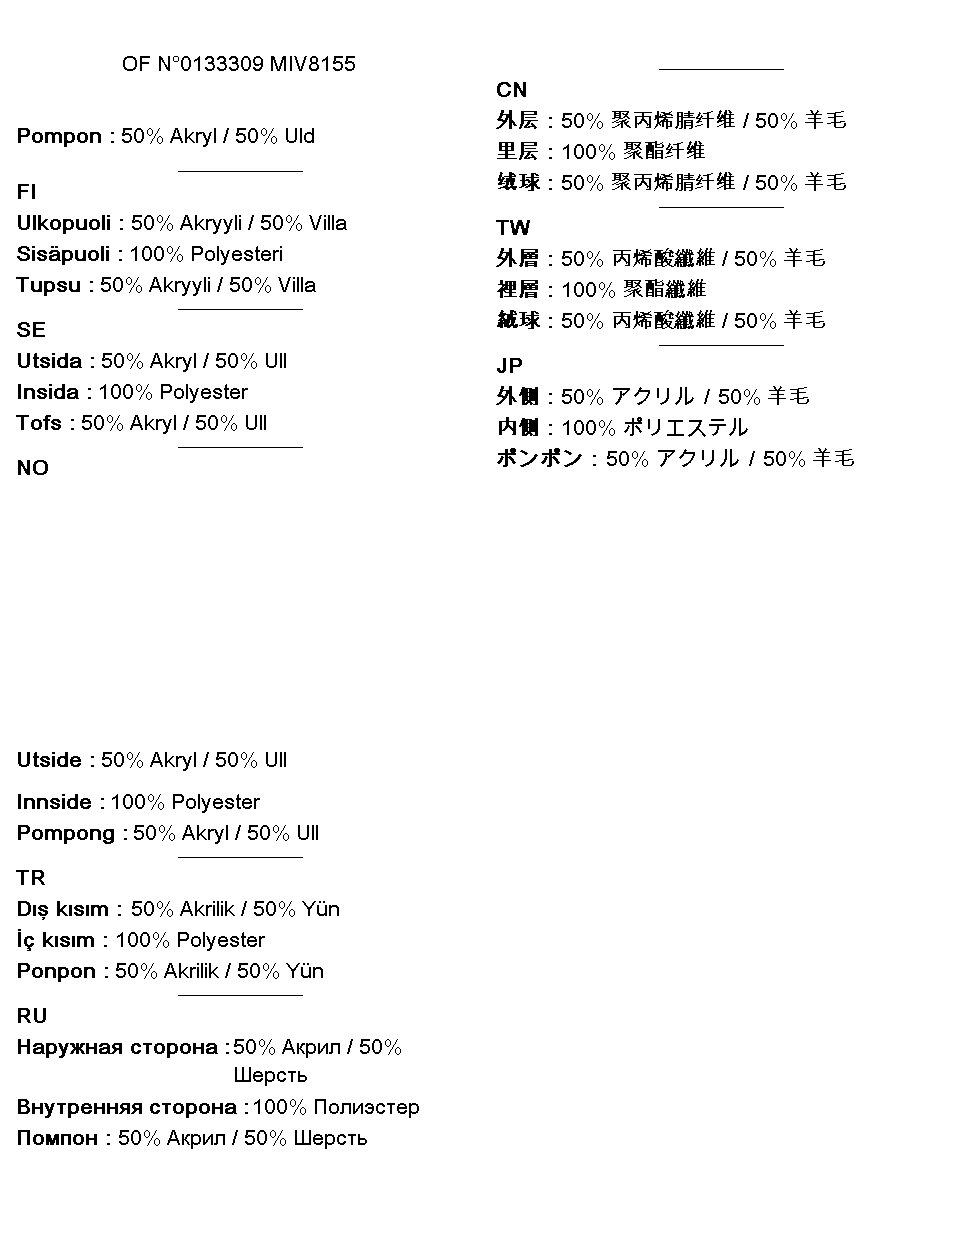 OF N°0133309 MIV8155
Pompon : 50% Akryl / 50% Uld
FI
Ulkopuoli : 50% Akryyli / 50% Villa
Sisäpuoli : 100% Polyesteri
Tupsu : 50% Akryyli / 50% Villa
SE
Utsida : 50% Akryl / 50% Ull
Insida : 100% Polyester
Tofs : 50% Akryl / 50% Ull
NO
Utside : 50% Akryl / 50% Ull
Innside : 100% Polyester
Pompong : 50% Akryl / 50% Ull
TR
Dış kısım : 50% Akrilik / 50% Yün
İç kısım : 100% Polyester
Ponpon : 50% Akrilik / 50% Yün
RU
Наружная сторона : 50% Акрил / 50%
Шерсть
Внутренняя сторона : 100% Полиэстер
Помпон : 50% Акрил / 50% Шерсть
CN
外层 : 50% 聚丙烯腈纤维 / 50% 羊毛
里层 : 100% 聚酯纤维
绒球 : 50% 聚丙烯腈纤维 / 50% 羊毛
TW
外層 : 50% 丙烯酸纖維 / 50% 羊毛
裡層 : 100% 聚酯纖維
絨球 : 50% 丙烯酸纖維 / 50% 羊毛
JP
外側 : 50% アクリル / 50% 羊毛
内側 : 100% ポリエステル
ポンポン : 50% アクリル / 50% 羊毛